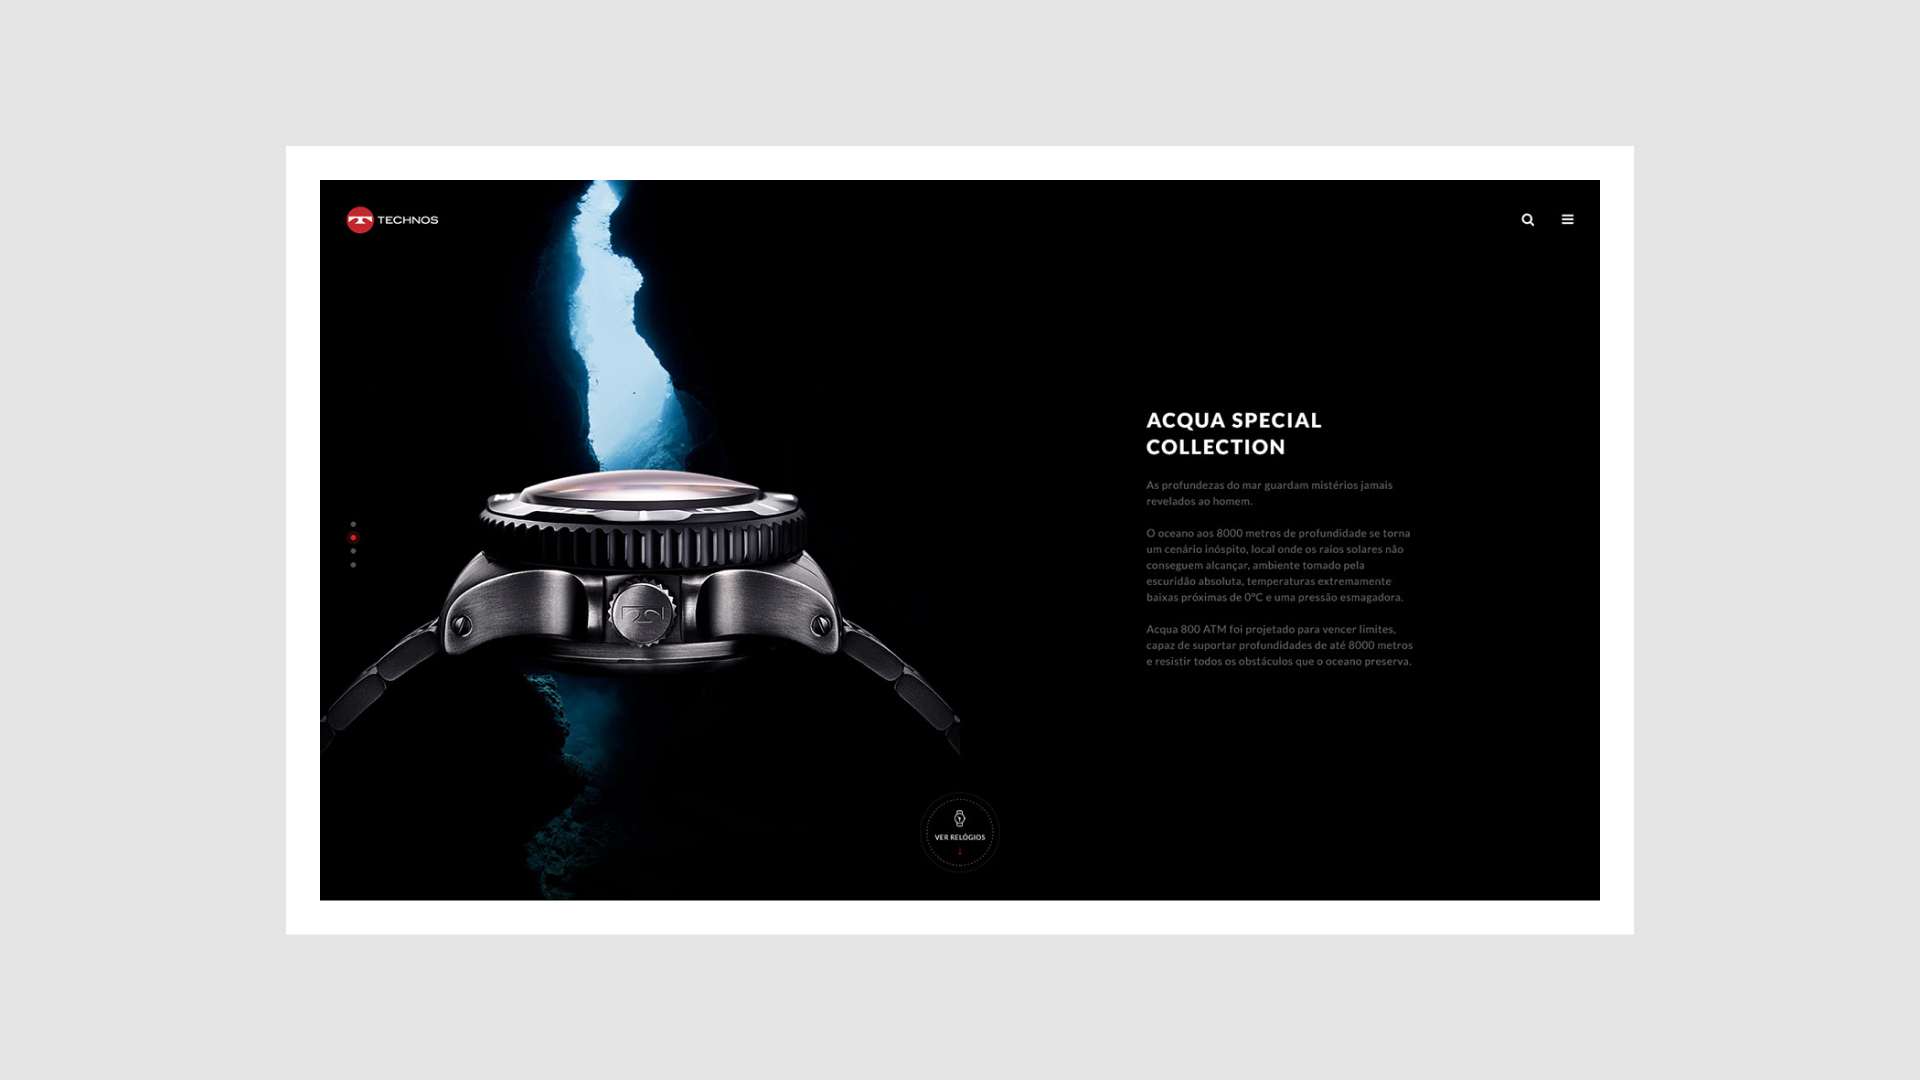 TECHNOS
ACQUA SPECIAL
COLLECTION
As profundezas do mar guardam mistérios jamais
revelados ao homem.
O oceano aos 8000 metros de profundidade se torna
um cenário inóspito, local onde os raios solares não
conseguem alcançar, ambiente tomado pela
escuridão absoluta, temperaturas extremamente
baixas próximas de 0ºC e uma pressão esmagadora.
Acqua 800 ATM foi projetado para vencer limites,
capaz de suportar profundidades de até 8000 metros
e resistir todos os obstáculos que o oceano preserva.
VER RELÓGIOS